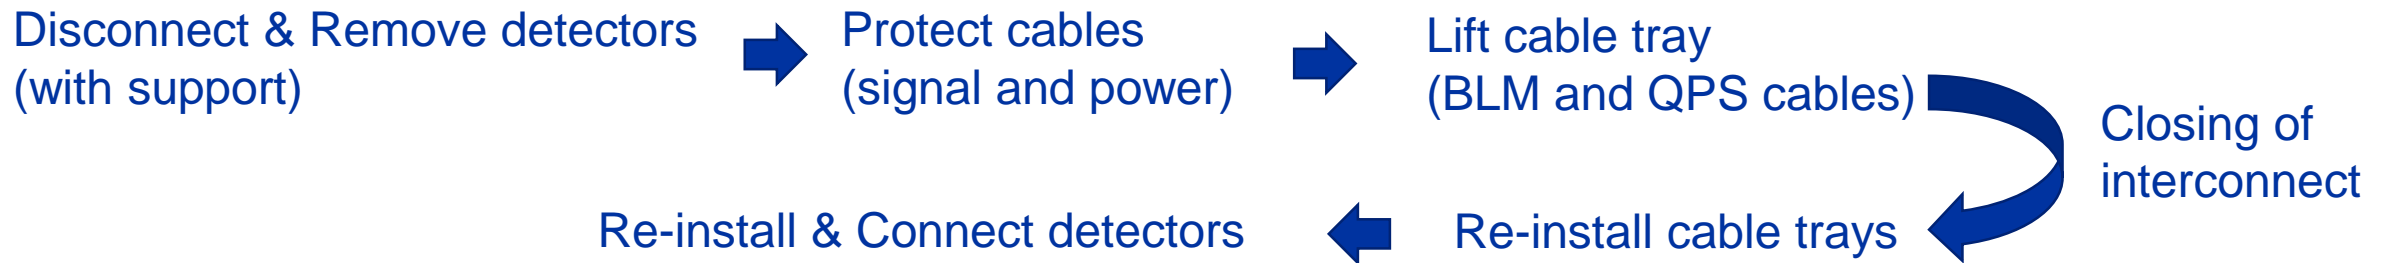 Disconnect & Remove detectors
(with support)
Protect cables
(signal and power)
Lift cable tray
(BLM and QPS cables)
Closing of
interconnect
Re-install cable trays
Re-install & Connect detectors